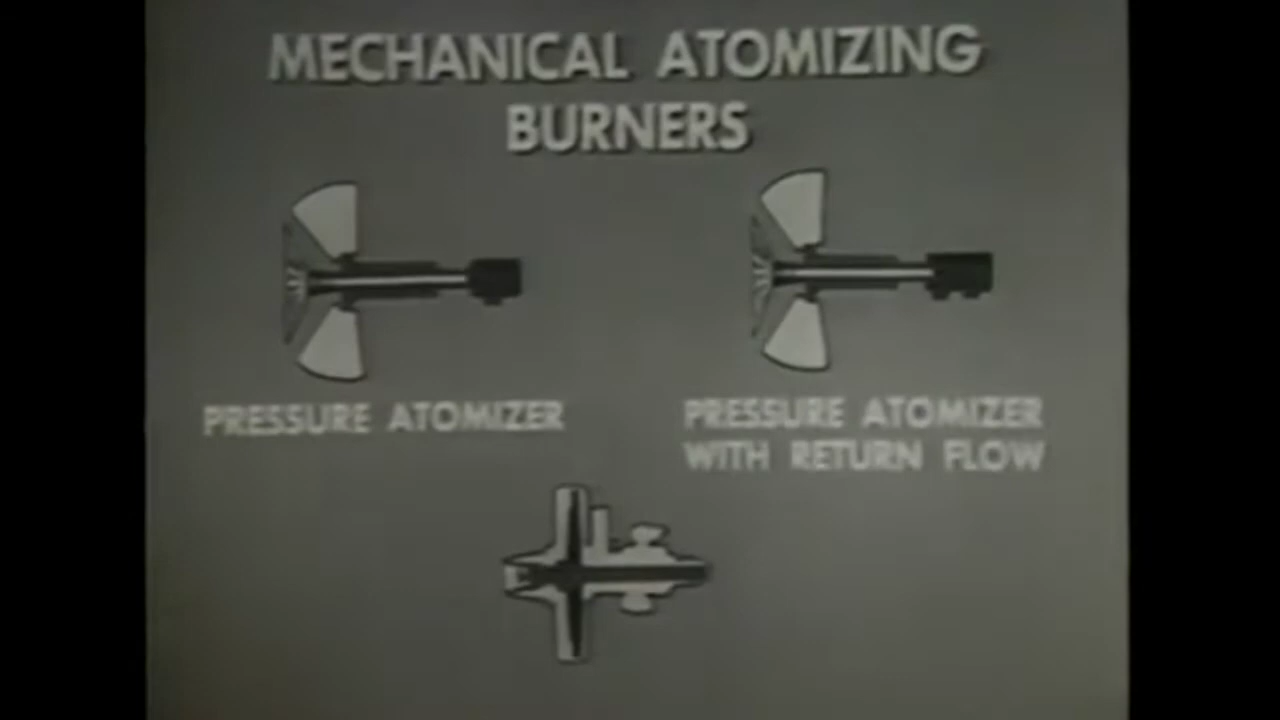 MECHANICAL ATOMIZING
BURNERS
PRESSURE ATOMIZER
PRESSURE ATOMIZER
WITH RETURN FLOW